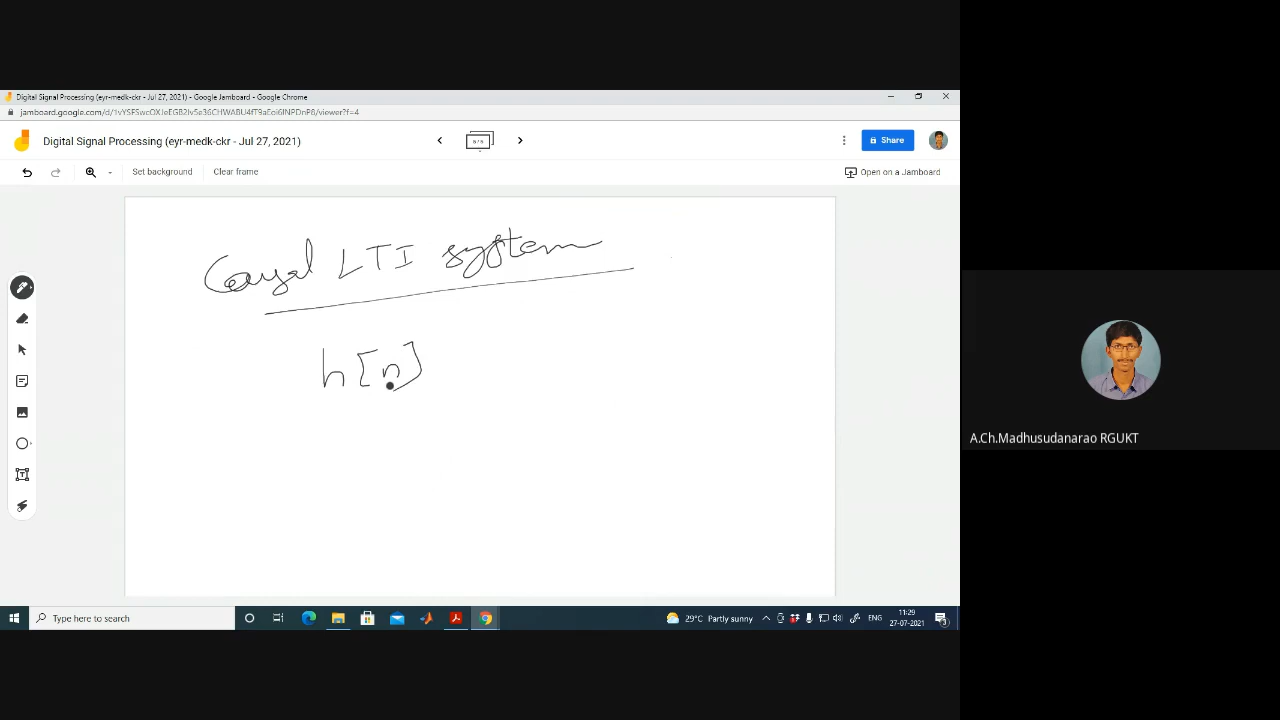 Digital Signal Processing (eyr-medk-ckr - Jul 27, 2021) - Google Jamboard - Google Chrome
Digital Signal Processing (eyr-medk-ckr - Jul 27, 2021)
Share
Set background
Clear frame
Open on a Jamboard
Causal LTI system
h[n]
A.Ch.Madhusudanarao RGUKT
Type here to search
29°C Partly sunny
ENG
11:29
27-07-2021